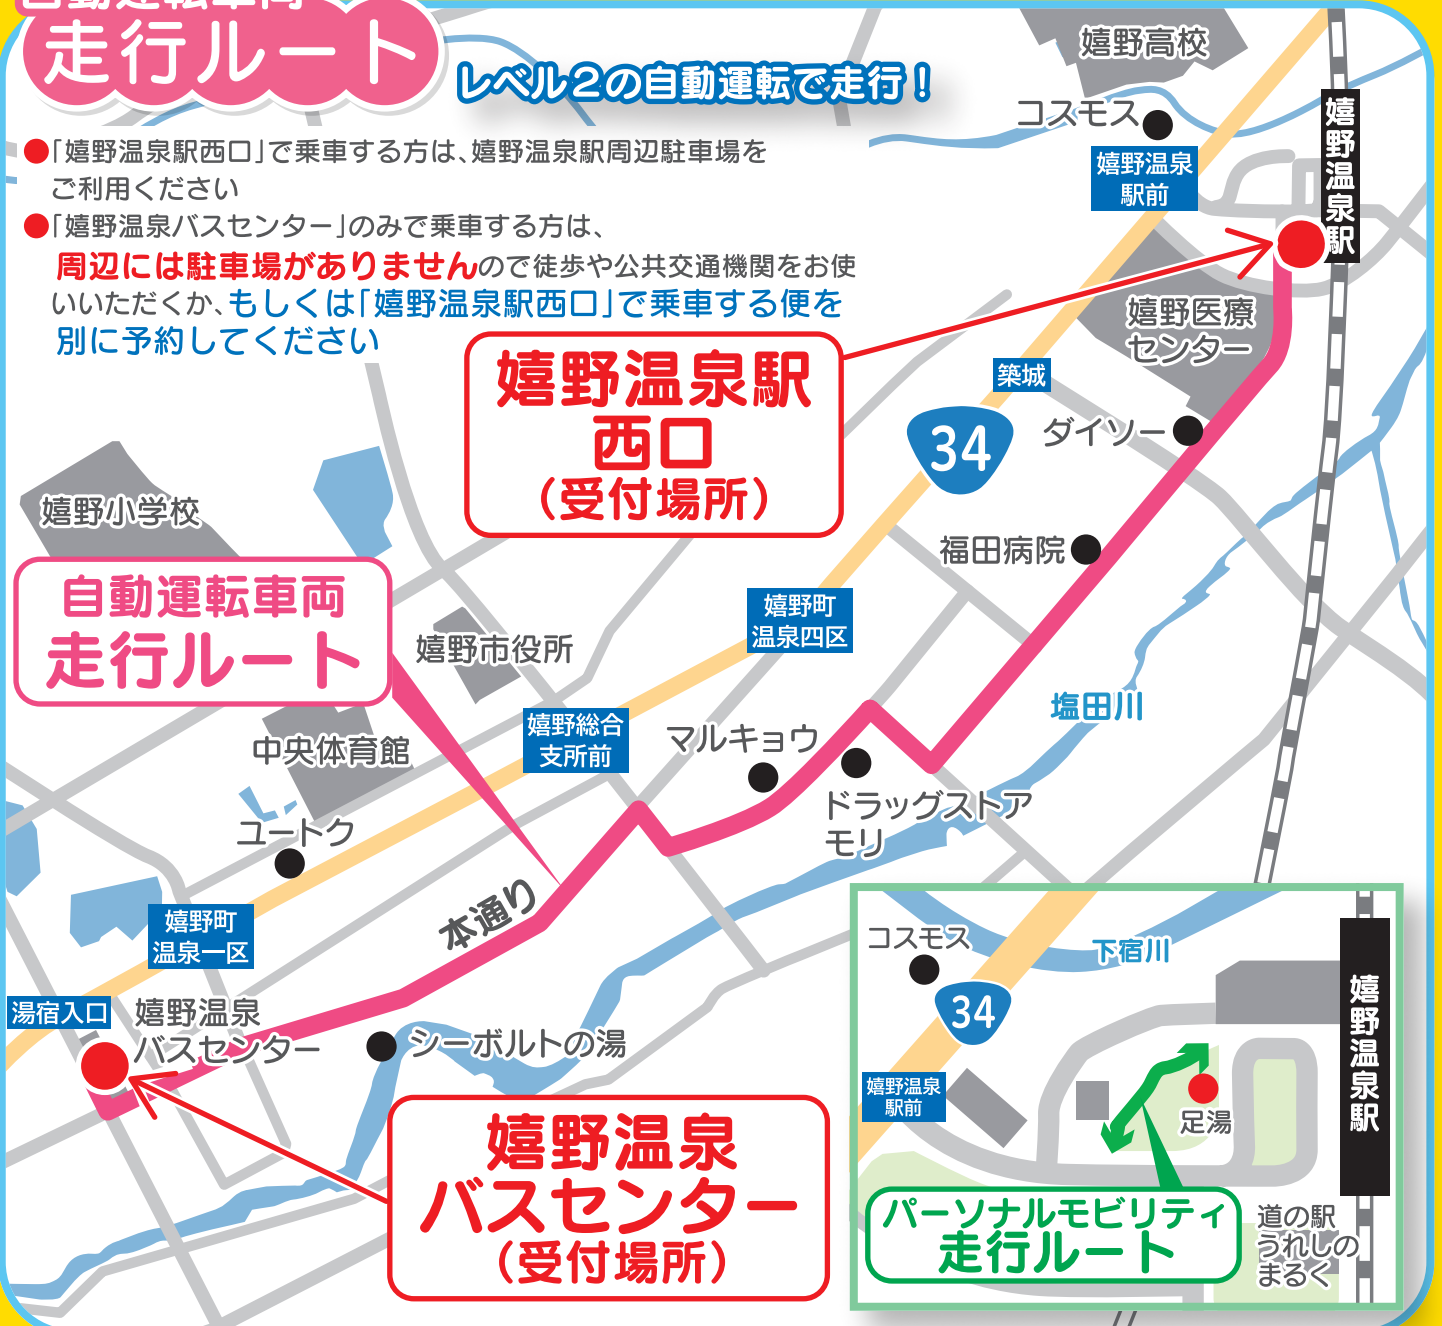 自動運転車両
走行ルート
レベル2の自動運転で走行!
●「嬉野温泉駅西口」で乗車する方は、嬉野温泉駅周辺駐車場を
ご利用ください
●「嬉野温泉バスセンター」のみで乗車する方は、
周辺には駐車場がありませんので徒歩や公共交通機関をお使
いいただくか、もしくは「嬉野温泉駅西口」で乗車する便を
別に予約してください
嬉野高校
コスモス
嬉野温泉
駅前
嬉野温泉駅
嬉野医療
センター
築城
34
ダイソー
嬉野温泉駅
西口
(受付場所)
福田病院
嬉野小学校
自動運転車両
走行ルート
嬉野市役所
嬉野町
温泉四区
塩田川
中央体育館
嬉野総合
支所前
マルキョウ
ドラッグストア
モリ
ユートク
本通り
嬉野町
温泉一区
湯宿入口
嬉野温泉
バスセンター
シーボルトの湯
嬉野温泉
バスセンター
(受付場所)
コスモス
下宿川
34
嬉野温泉
駅前
嬉野温泉駅
足湯
パーソナルモビリティ
走行ルート
道の駅
うれしの
まるく